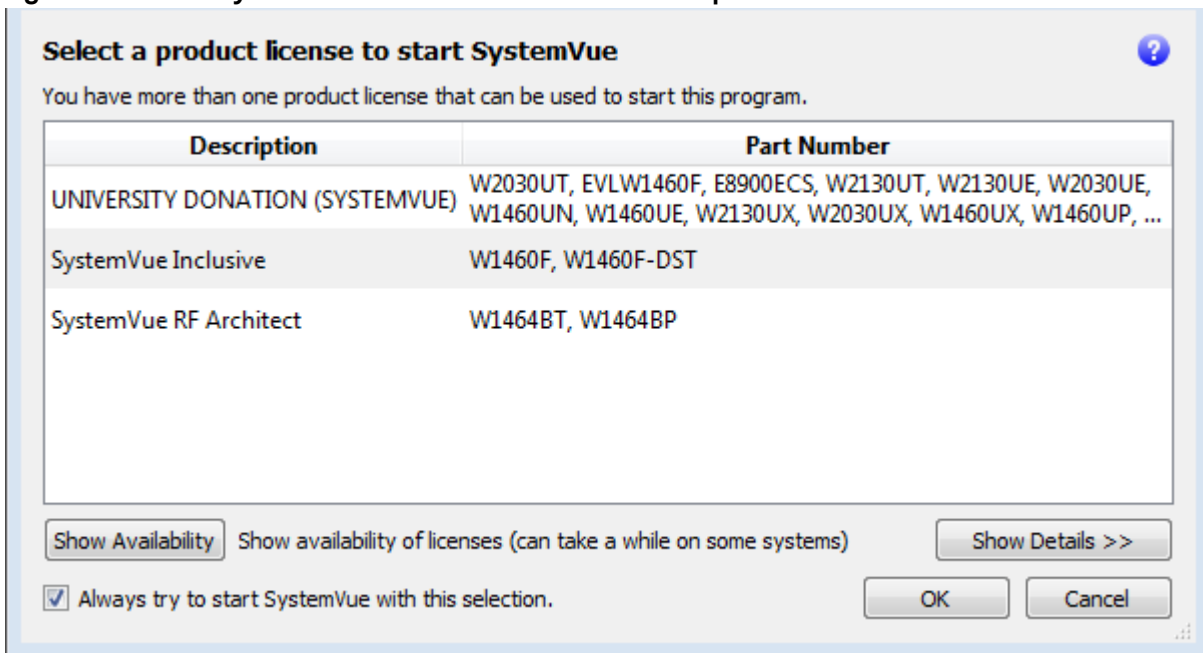 Select a product license to start SystemVue
?
You have more than one product license that can be used to start this program.
Description Part Number
UNIVERSITY DONATION (SYSTEMVUE) W2030UT, EVLW1460F, E8900ECS, W2130UT, W2130UE, W2030UE,
W1460UN, W1460UE, W2130UX, W2030UX, W1460UX, W1460UP, ...
SystemVue Inclusive W1460F, W1460F-DST
SystemVue RF Architect W1464BT, W1464BP
Show Availability Show availability of licenses (can take a while on some systems) Show Details >>
Always try to start SystemVue with this selection. OK Cancel